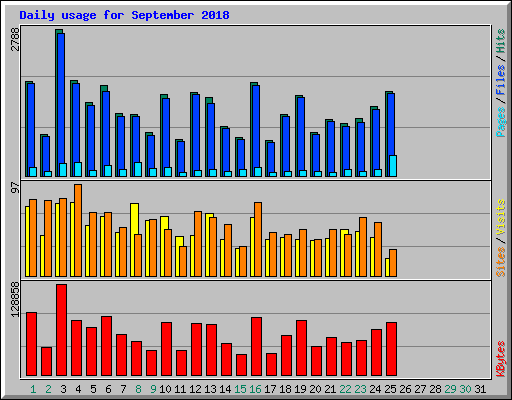 Daily usage for September 2018
2788
Pages/Files/Hits
97
Sites/Visits
128858
KBytes
1 2 3 4 5 6 7 8 9 10 11 12 13 14 15 16 17 18 19 20 21 22 23 24 25 26 27 28 29 30 31